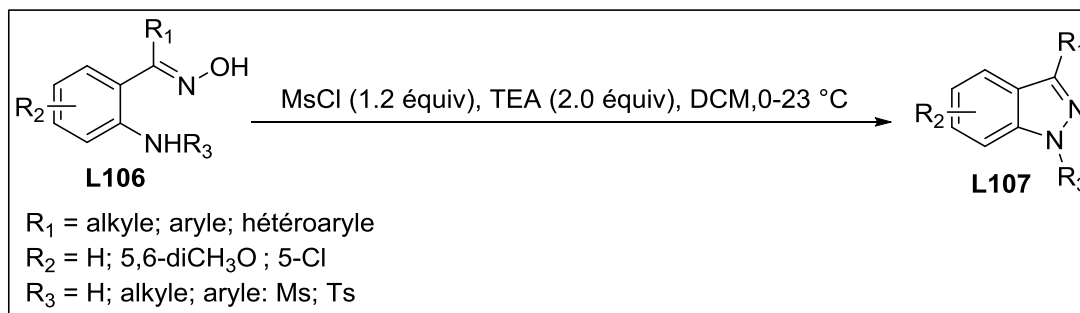 R₁
N
OH
R₂
NHR₃
L106
MsCl (1.2 équiv), TEA (2.0 équiv), DCM,0-23 °C
R₁
R₂
N
N
R₃
L107
R₁ = alkyle; aryle; hétéroaryle
R₂ = H; 5,6-diCH₃O ; 5-Cl
R₃ = H; alkyle; aryle: Ms; Ts